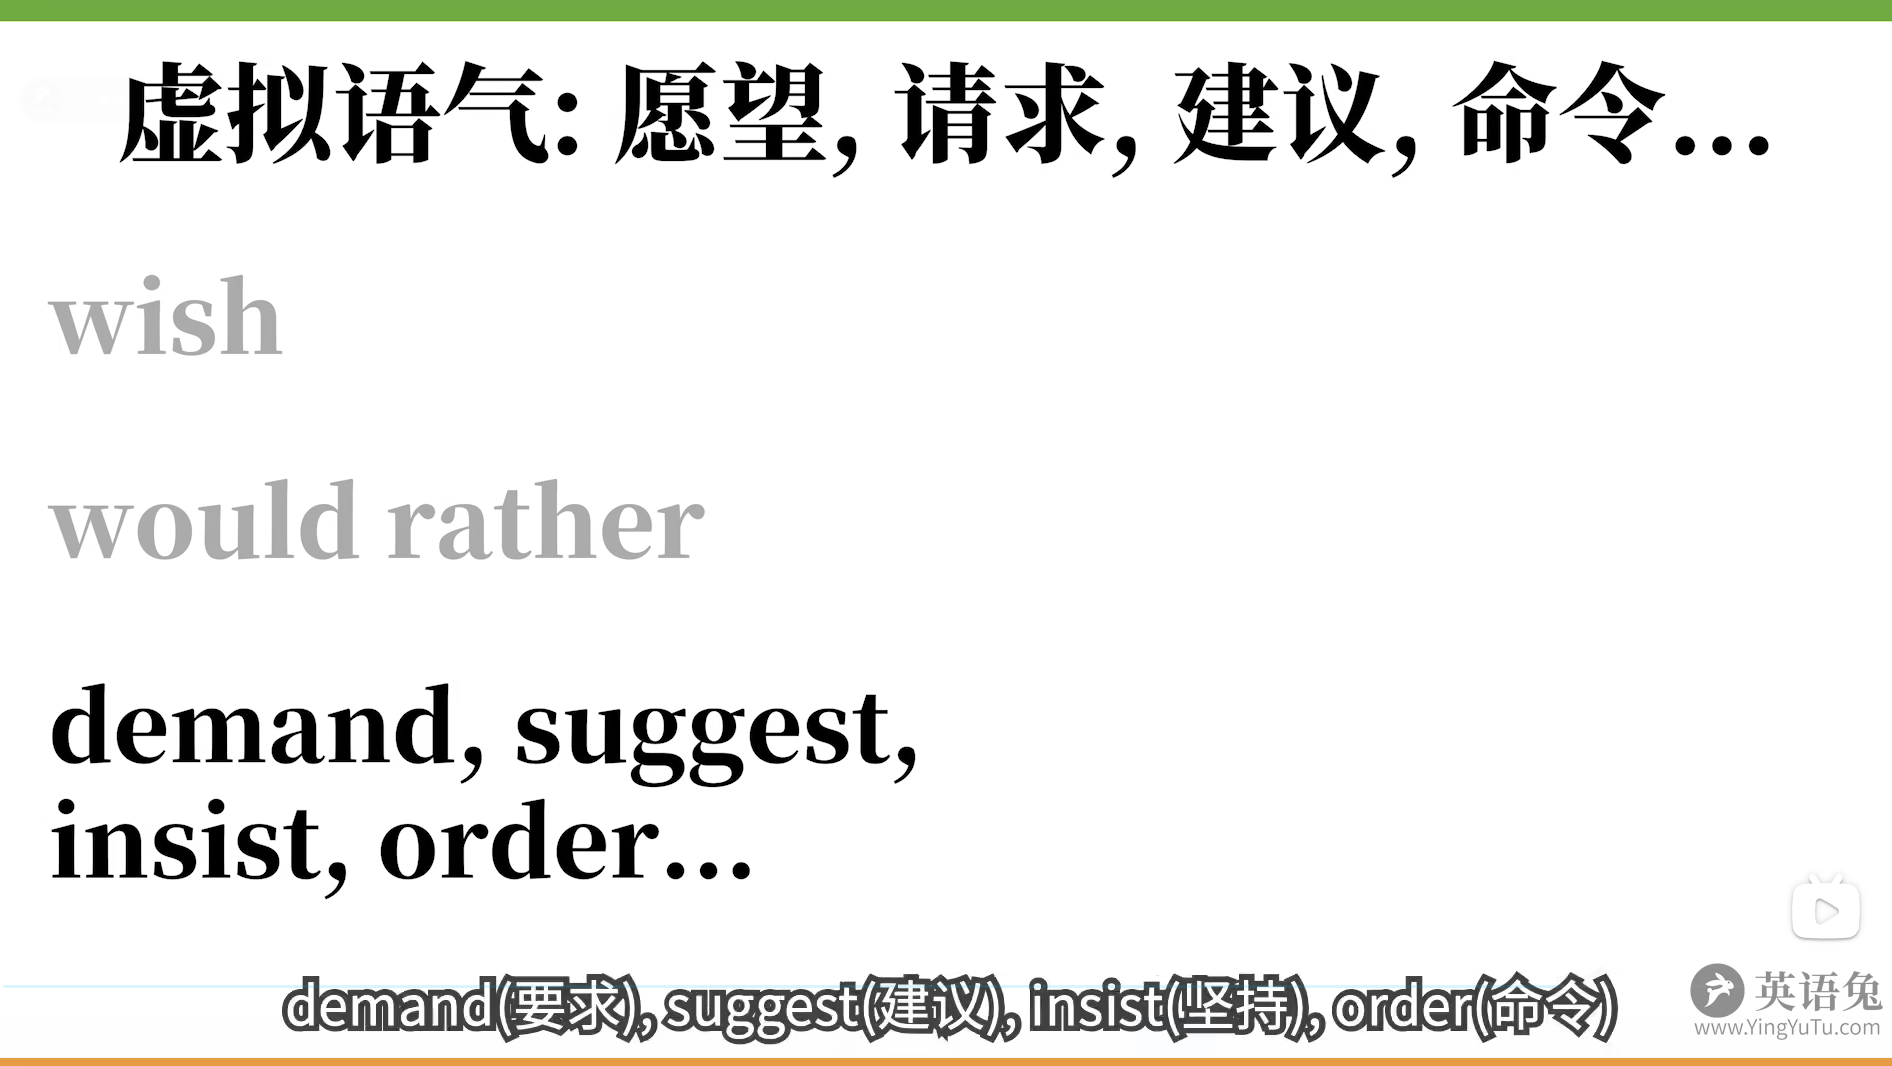 虚拟语气: 愿望, 请求, 建议, 命令...
wish
would rather
demand, suggest,
insist, order...
demand(要求), suggest(建议), insist(坚持), order(命令)
英语兔
www.YingYuTu.com